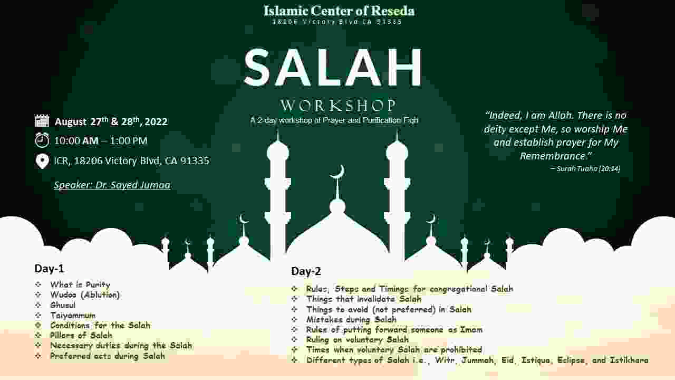 Islamic Center of Reseda
18206 Victory Blvd CA 91335
SALAH
WORKSHOP
A 2-day workshop of Prayer and Purification Fiqh
August 27th & 28th, 2022
10:00 AM – 1:00 PM
ICR, 18206 Victory Blvd, CA 91335
Speaker: Dr. Sayed Jumaa
“Indeed, I am Allah. There is no
deity except Me, so worship Me
and establish prayer for My
Remembrance.”
– Surah Tuaha [20:14]
Day-1
What is Purity
Wudoo (Ablution)
Ghusul
Taiyammum
Conditions for the Salah
Pillars of Salah
Necessary duties during the Salah
Preferred acts during Salah
Day-2
Rules, Steps and Timings for congregational Salah
Things that invalidate Salah
Things to avoid (not preferred) in Salah
Mistakes during Salah
Rules of putting forward someone as Imam
Ruling on voluntary Salah
Times when voluntary Salah are prohibited
Different types of Salah i.e., Witr, Jummah, Eid, Istiqua, Eclipse, and Istikhara